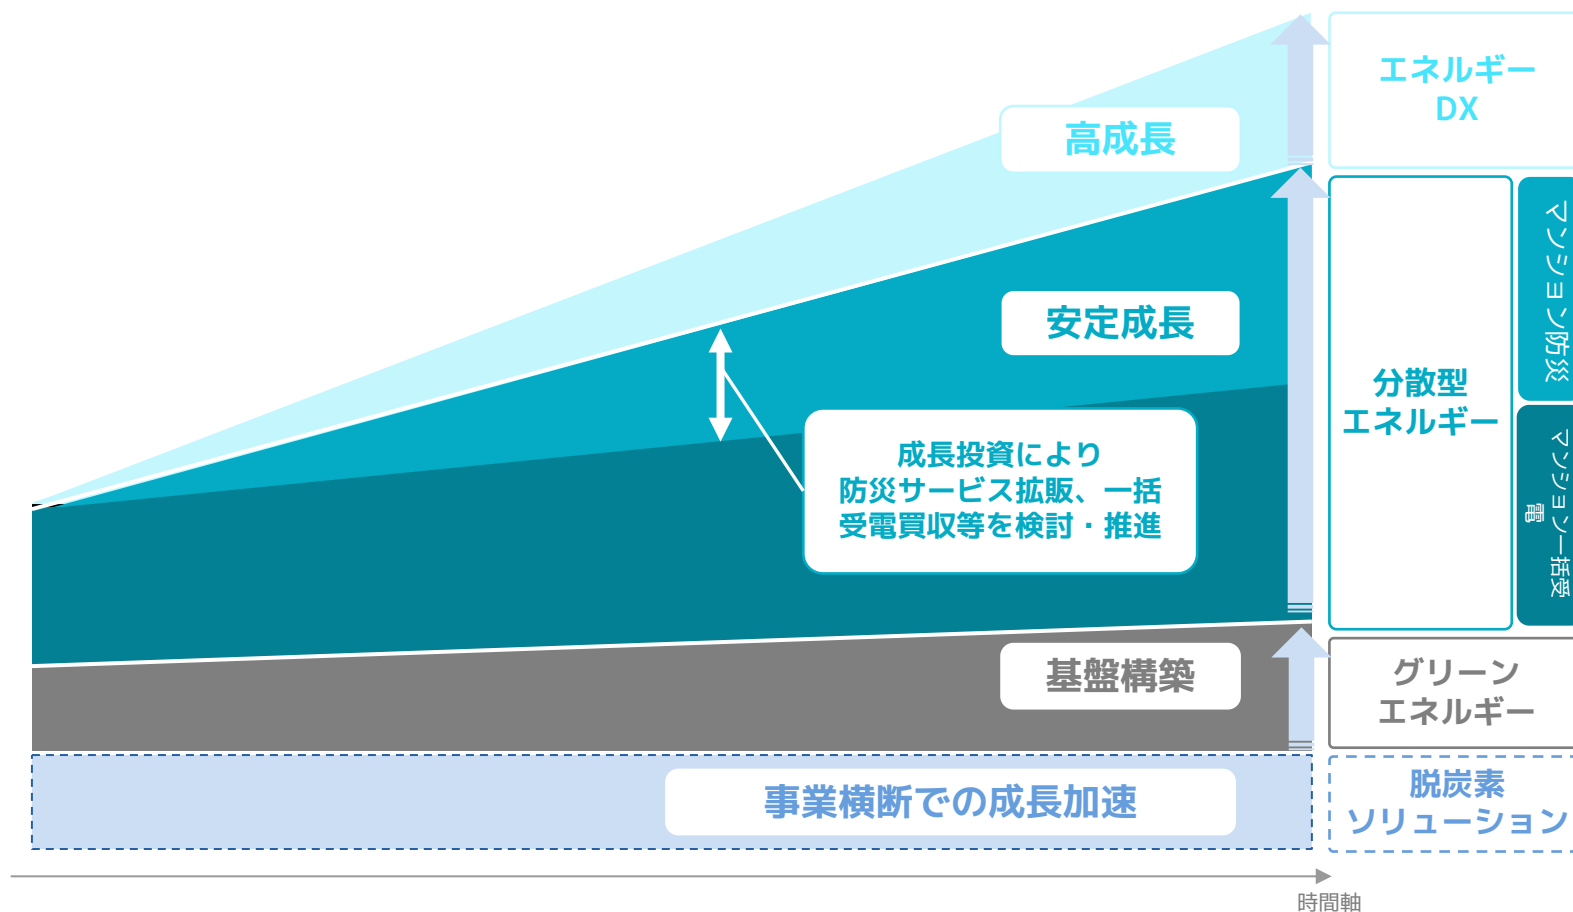 エネルギー
DX
高成長
安定成長
マンション防災
分散型
エネルギー
成長投資により
防災サービス拡販、一括
受電買収等を検討・推進
マンション一括受
電
基盤構築
グリーン
エネルギー
事業横断での成長加速
脱炭素
ソリューション
時間軸